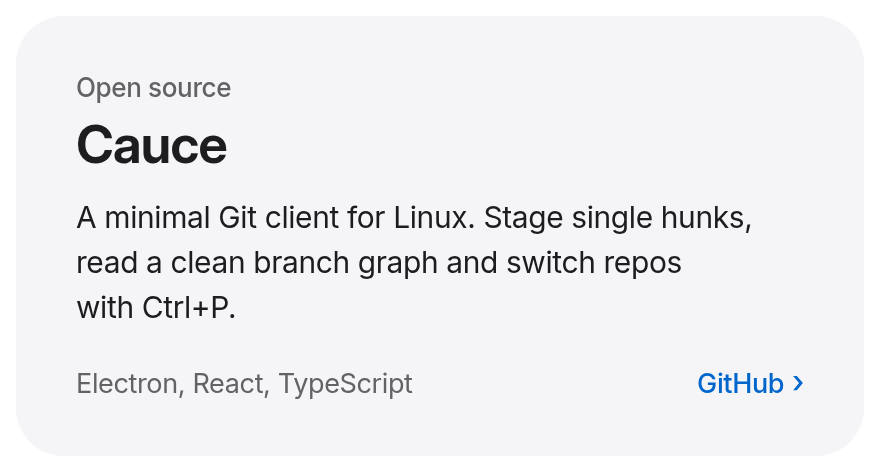 Open source
Cauce
A minimal Git client for Linux. Stage single hunks,
read a clean branch graph and switch repos
with Ctrl+P.
Electron, React, TypeScript
GitHub ›